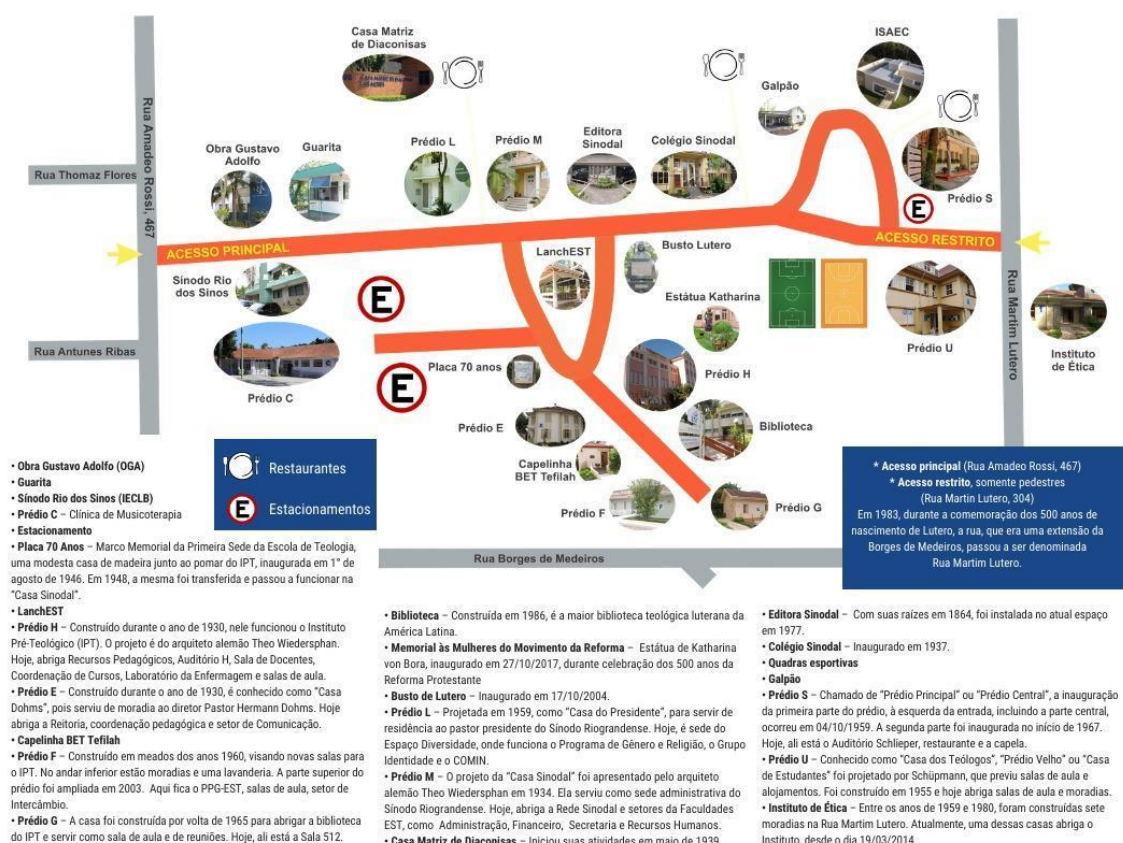 Casa Matriz
de Diaconisas
ISAEC
Galpão
Rua Amadeo Rossi, 467
Obra Gustavo
Adolfo
Guarita
Prédio L
Prédio M
Editora
Sinodal
Colégio Sinodal
Rua Thomaz Flores
Prédio S
E
ACESSO PRINCIPAL
ACESSO RESTRITO
LanchEST
Busto Lutero
Sínodo Rio
dos Sinos
E
Estátua Katharina
Rua Martim Lutero
Rua Antunes Ribas
Prédio U
Instituto
de Ética
Placa 70 anos
E
Prédio H
Prédio C
Prédio E
Biblioteca
Capelinha
BET Tefilah
Prédio F
Prédio G
Rua Borges de Medeiros
Restaurantes
E Estacionamentos
* Acesso principal (Rua Amadeo Rossi, 467)
* Acesso restrito, somente pedestres
(Rua Martin Lutero, 304)
Em 1983, durante a comemoração dos 500 anos de
nascimento de Lutero, a rua, que era uma extensão da
Borges de Medeiros, passou a ser denominada
Rua Martim Lutero.
• Obra Gustavo Adolfo (OGA)
• Guarita
• Sínodo Rio dos Sinos (IECLB)
• Prédio C – Clínica de Musicoterapia
• Estacionamento
• Placa 70 Anos – Marco Memorial da Primeira Sede da Escola de Teologia,
uma modesta casa de madeira junto ao pomar do IPT, inaugurada em 1° de
agosto de 1946. Em 1948, a mesma foi transferida e passou a funcionar na
"Casa Sinodal".
• LanchEST
• Prédio H – Construído durante o ano de 1930, nele funcionou o Instituto
Pré-Teológico (IPT). O projeto é do arquiteto alemão Theo Wiedersphan.
Hoje, abriga Recursos Pedagógicos, Auditório H, Sala de Docentes,
Coordenação de Cursos, Laboratório da Enfermagem e salas de aula.
• Prédio E – Construído durante o ano de 1930, é conhecido como "Casa
Dohms", pois serviu de moradia ao diretor Pastor Hermann Dohms. Hoje
abriga a Reitoria, coordenação pedagógica e setor de Comunicação.
• Capelinha BET Tefilah
• Prédio F – Construído em meados dos anos 1960, visando novas salas para
o IPT. No andar inferior estão moradias e uma lavanderia. A parte superior do
prédio foi ampliada em 2003. Aqui fica o PPG-EST, salas de aula, setor de
Intercâmbio.
• Prédio G – A casa foi construída por volta de 1965 para abrigar a biblioteca
do IPT e servir como sala de aula e de reuniões. Hoje, ali está a Sala 512.
• Biblioteca – Construída em 1986, é a maior biblioteca teológica luterana da
América Latina.
• Memorial às Mulheres do Movimento da Reforma – Estátua de Katharina
von Bora, inaugurado em 27/10/2017, durante celebração dos 500 anos da
Reforma Protestante
• Busto de Lutero – Inaugurado em 17/10/2004.
• Prédio L – Projetada em 1959, como "Casa do Presidente", para servir de
residência ao pastor presidente do Sínodo Riograndense. Hoje, é sede do
Espaço Diversidade, onde funciona o Programa de Gênero e Religião, o Grupo
Identidade e o COMIN.
• Prédio M – O projeto da "Casa Sinodal" foi apresentado pelo arquiteto
alemão Theo Wiedersphan em 1934. Ela serviu como sede administrativa do
Sínodo Riograndense. Hoje, abriga a Rede Sinodal e setores da Faculdades
EST, como Administração, Financeiro, Secretaria e Recursos Humanos.
• Casa Matriz de Diaconisas – Iniciou suas atividades em maio de 1939.
• Editora Sinodal – Com suas raízes em 1864, foi instalada no atual espaço
em 1977.
• Colégio Sinodal – Inaugurado em 1937.
• Quadras esportivas
• Galpão
• Prédio S – Chamado de "Prédio Principal" ou "Prédio Central", a inauguração
da primeira parte do prédio, à esquerda da entrada, incluindo a parte central,
ocorreu em 04/10/1959. A segunda parte foi inaugurada no início de 1967.
Hoje, ali está o Auditório Schlieper, restaurante e a capela.
• Prédio U – Conhecido como "Casa dos Teólogos", "Prédio Velho" ou "Casa
de Estudantes" foi projetado por Schüpmann, que previu salas de aula e
alojamentos. Foi construído em 1955 e hoje abriga salas de aula e moradias.
• Instituto de Ética – Entre os anos de 1959 e 1980, foram construídas sete
moradias na Rua Martim Lutero. Atualmente, uma dessas casas abriga o
Instituto, desde o dia 19/03/2014